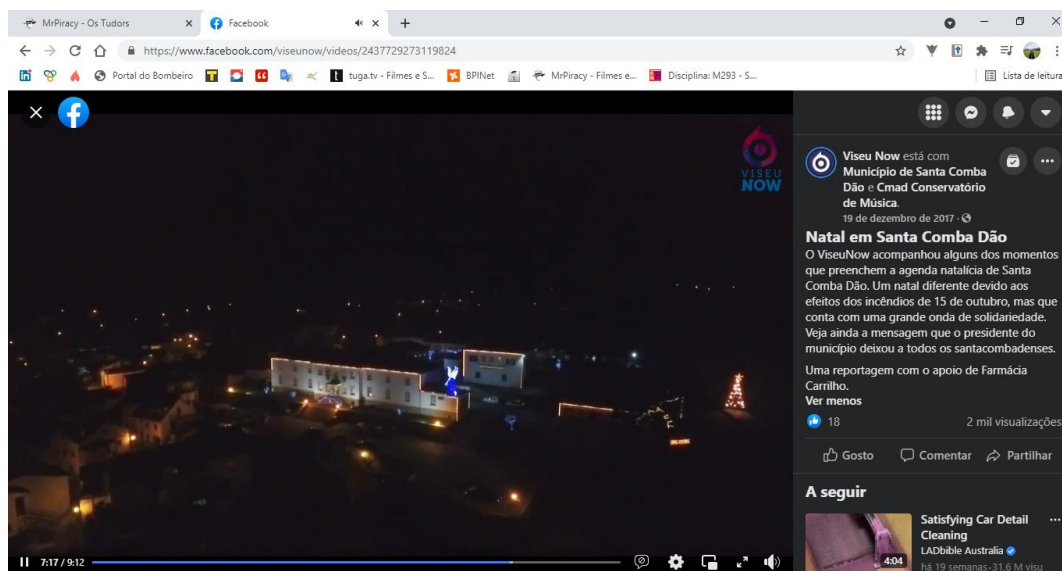 MrPiracy - Os Tudors
Facebook
https://www.facebook.com/viseunow/videos/2437729273119824
Portal do Bombeiro
tuga.tv - Filmes e S...
BPINet
MrPiracy - Filmes e...
Disciplina: M293 - S...
Lista de leitura
VISEU
NOW
Viseu Now está com
Município de Santa Comba
Dão e Cmad Conservatório
de Música.
19 de dezembro de 2017 ·
Natal em Santa Comba Dão
O ViseuNow acompanhou alguns dos momentos
que preenchem a agenda natalícia de Santa
Comba Dão. Um natal diferente devido aos
efeitos dos incêndios de 15 de outubro, mas que
conta com uma grande onda de solidariedade.
Veja ainda a mensagem que o presidente do
município deixou a todos os santacombadenses.
Uma reportagem com o apoio de Farmácia
Carrilho.
Ver menos
18
2 mil visualizações
Gosto
Comentar
Partilhar
A seguir
Satisfying Car Detail
Cleaning
LADbible Australia
há 19 semanas · 31.6 M visu
4:04
7:17 / 9:12